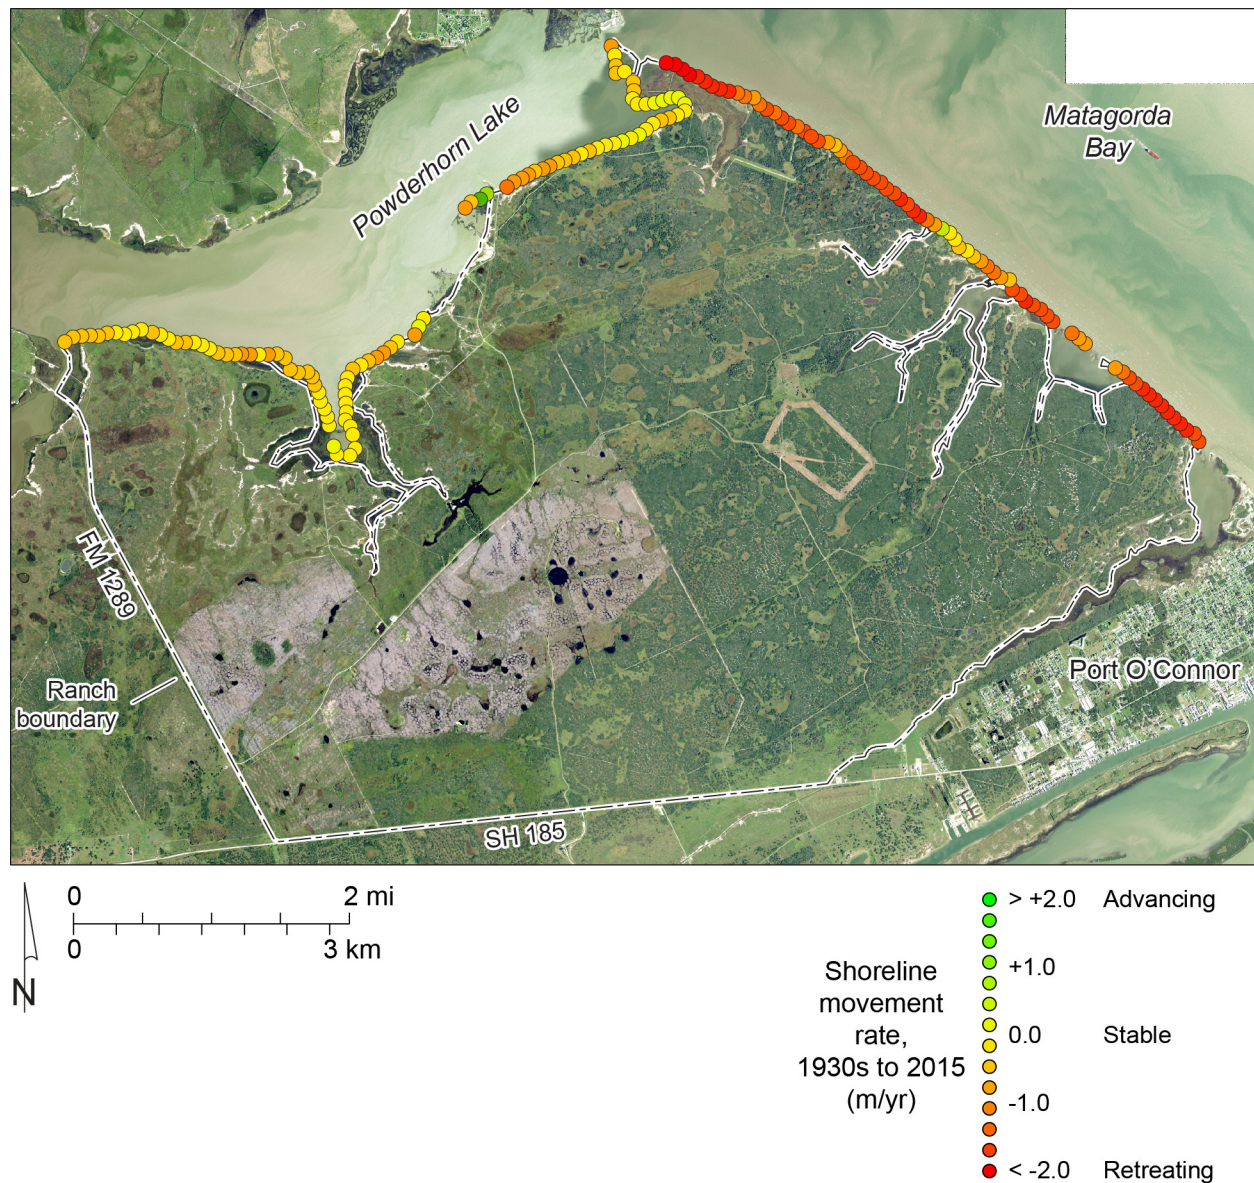 Matagorda
Bay
Powderhorn Lake
FM 1289
Ranch
boundary
Port O'Connor
SH 185
0 2 mi
0 3 km
N
Shoreline
movement
rate,
1930s to 2015
(m/yr)
> +2.0 Advancing
+1.0
0.0 Stable
-1.0
< -2.0 Retreating